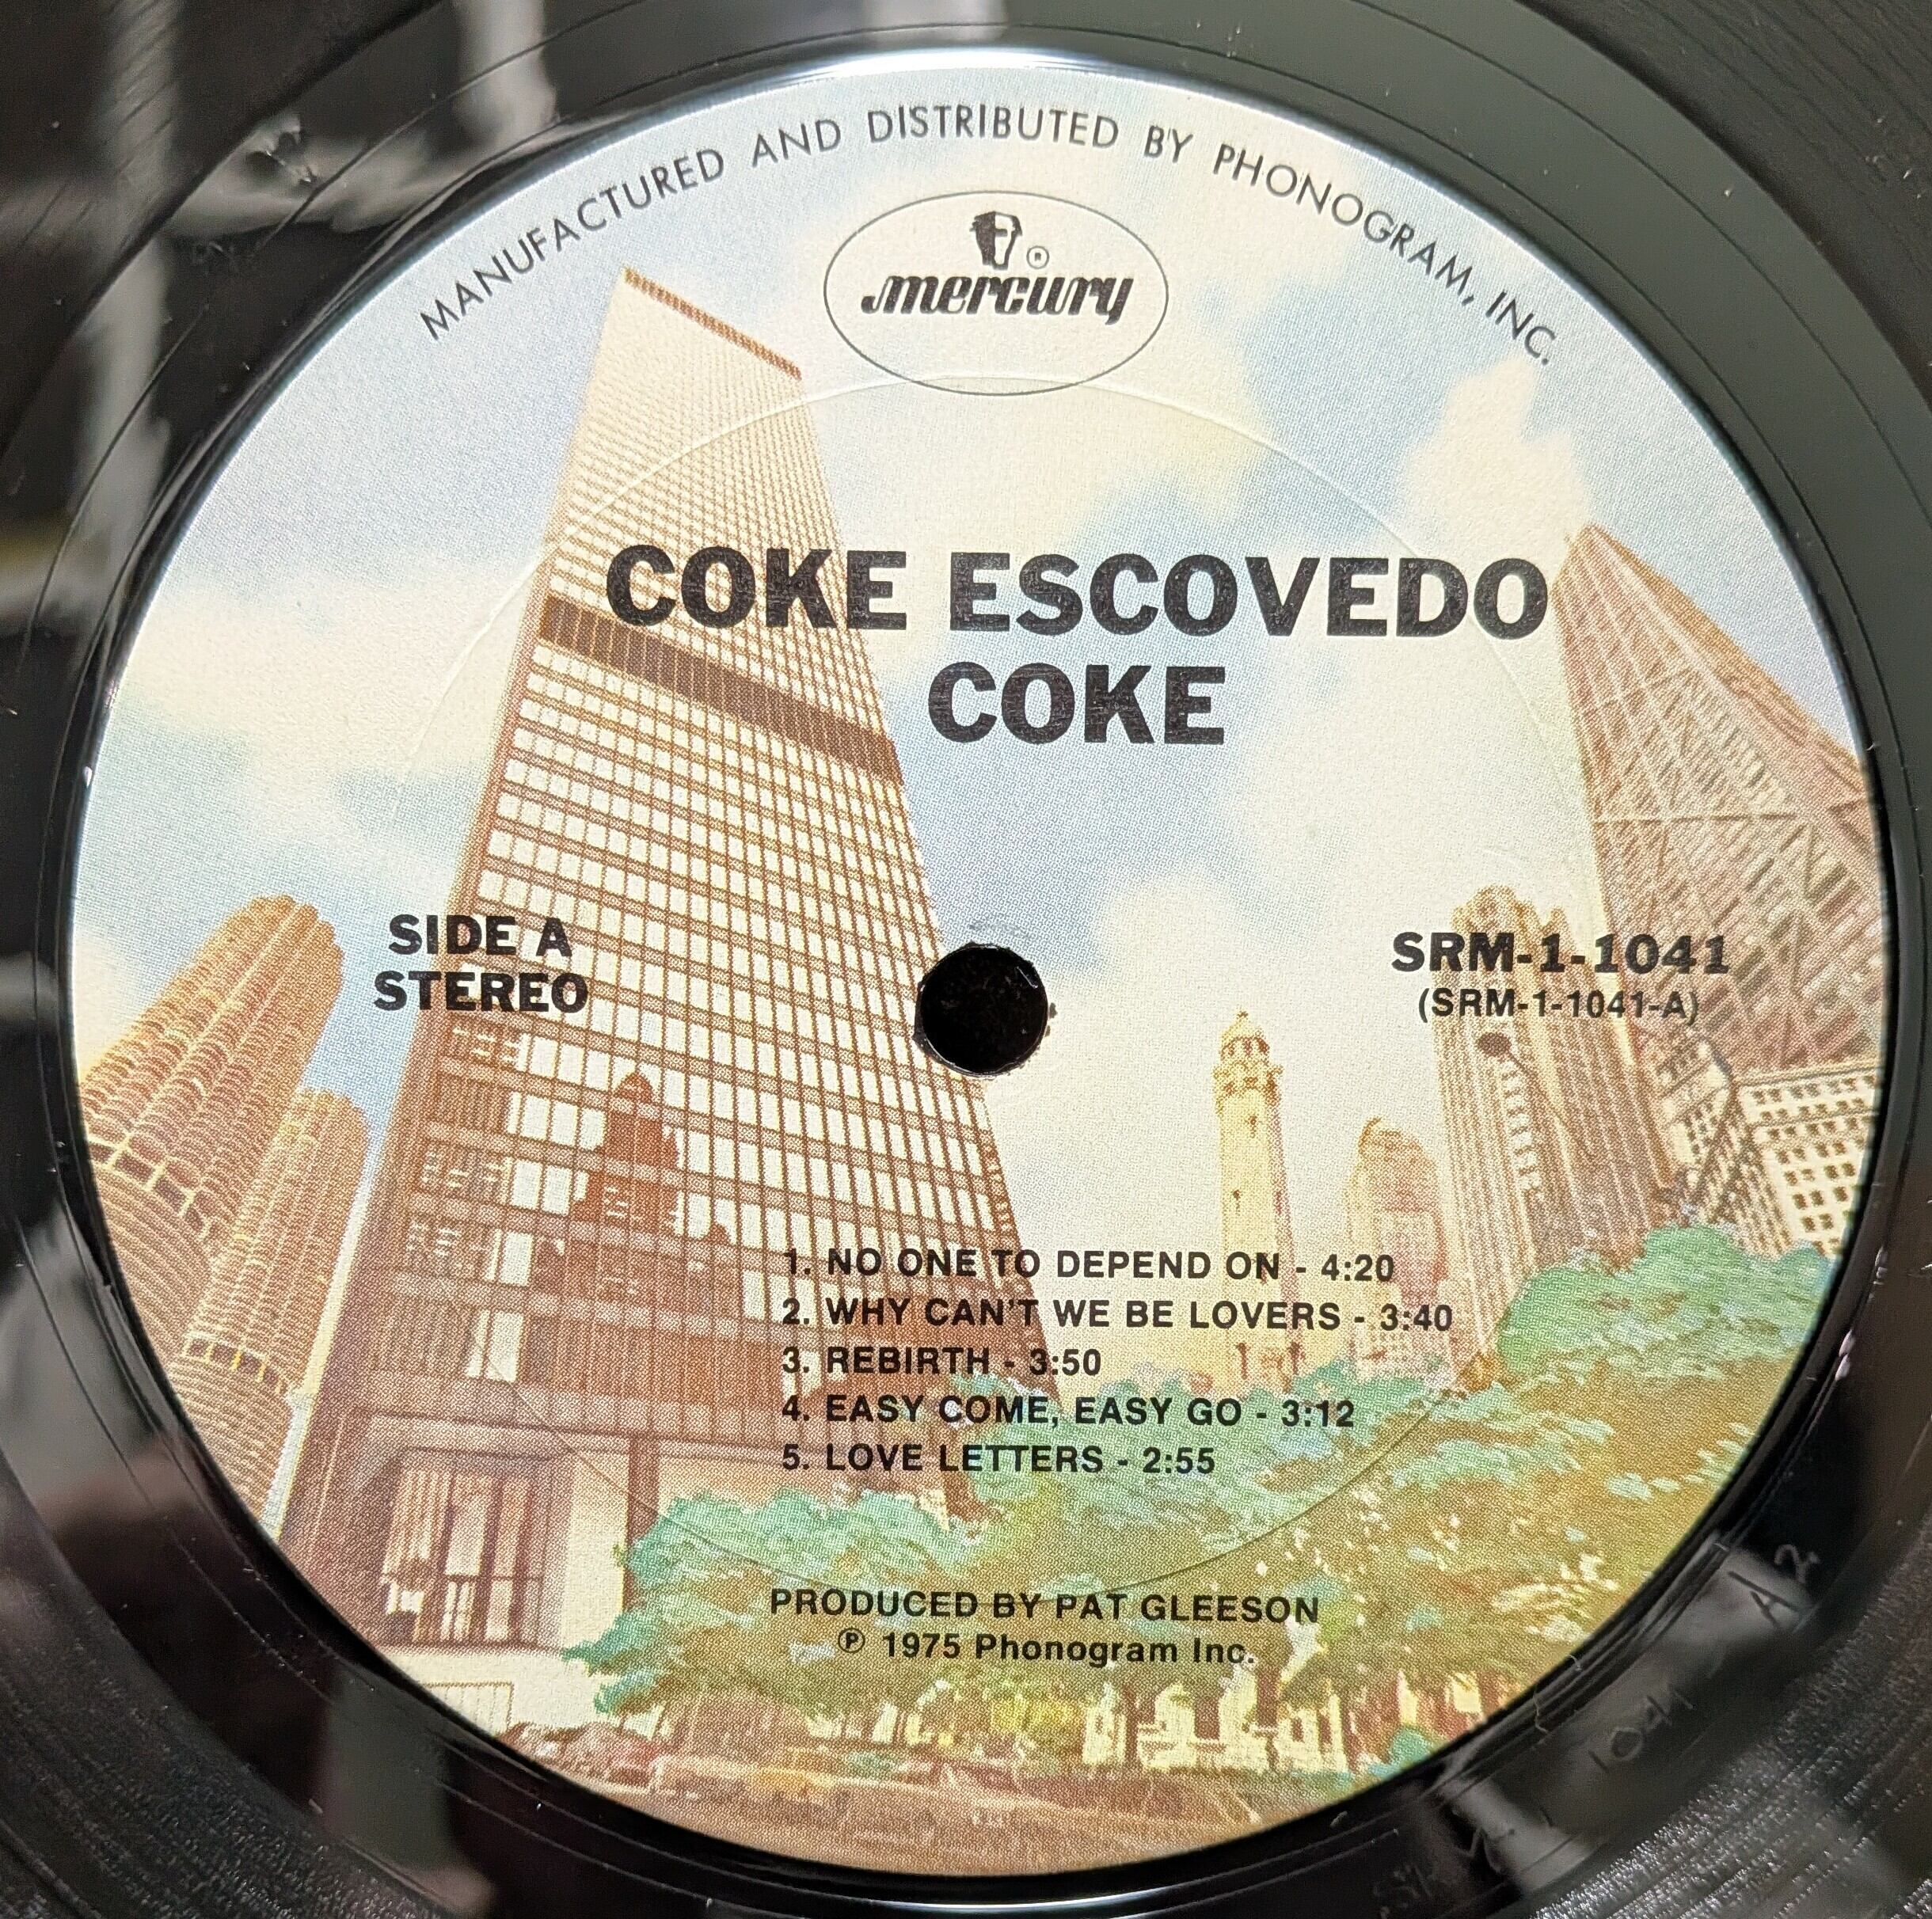 MANUFACTURED AND DISTRIBUTED BY PHONOGRAM, INC.
®
mercury
COKE ESCOVEDO
COKE
SIDE A
STEREO
SRM-1-1041
(SRM-1-1041-A)
1. NO ONE TO DEPEND ON - 4:20
2. WHY CAN'T WE BE LOVERS - 3:40
3. REBIRTH - 3:50
4. EASY COME, EASY GO - 3:12
5. LOVE LETTERS - 2:55
PRODUCED BY PAT GLEESON
℗ 1975 Phonogram Inc.
1041 A2